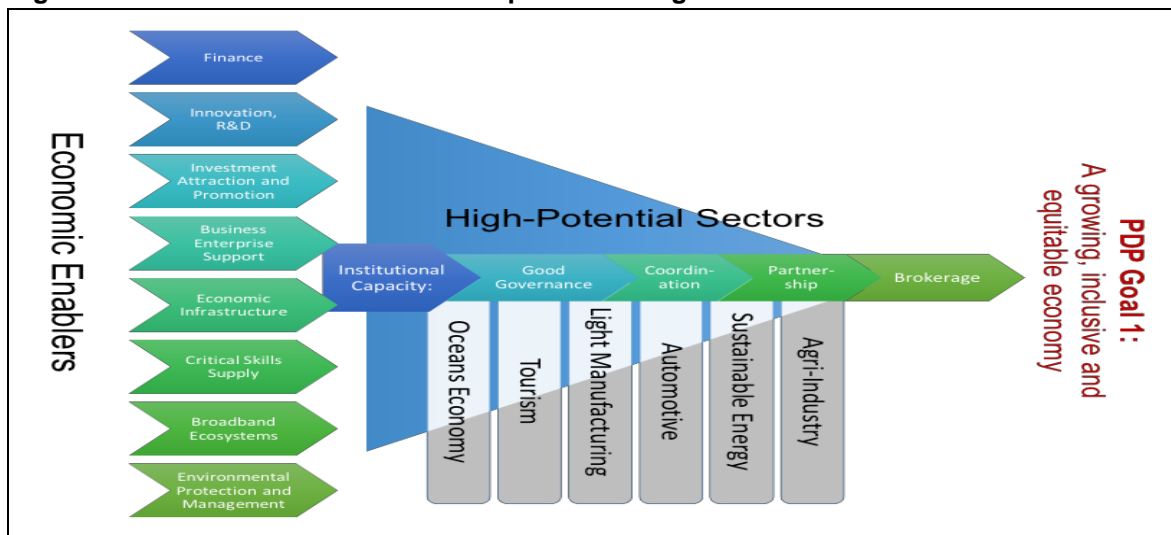 Economic Enablers
Finance
Innovation,
R&D
Investment
Attraction and
Promotion
Business
Enterprise
Support
Economic
Infrastructure
Critical Skills
Supply
Broadband
Ecosystems
Environmental
Protection and
Management
High-Potential Sectors
Institutional
Capacity:
Good
Governance
Coordin-
ation
Partner-
ship
Brokerage
Oceans Economy
Tourism
Light Manufacturing
Automotive
Sustainable Energy
Agri-Industry
PDP Goal 1:
A growing, inclusive and
equitable economy